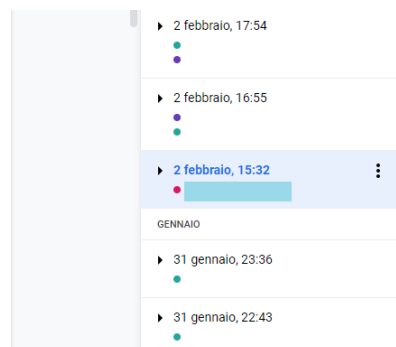 2 febbraio, 17:54
2 febbraio, 16:55
2 febbraio, 15:32
GENNAIO
31 gennaio, 23:36
31 gennaio, 22:43